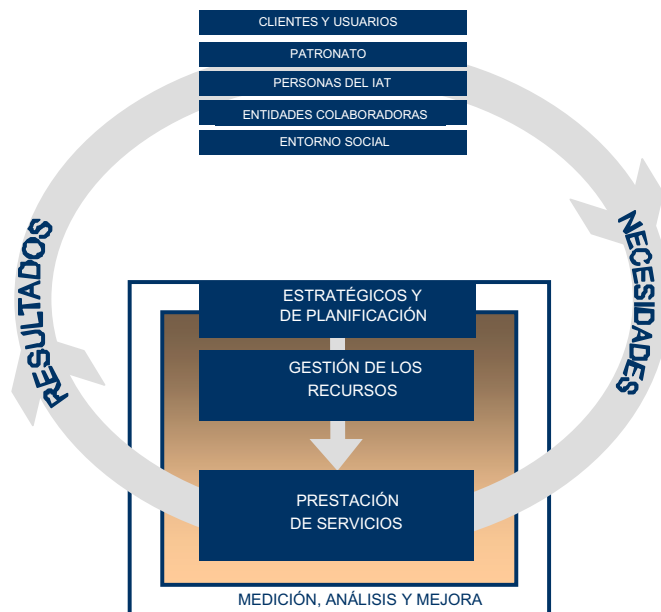 CLIENTES Y USUARIOS
PATRONATO
PERSONAS DEL IAT
ENTIDADES COLABORADORAS
ENTORNO SOCIAL
RESULTADOS
NECESIDADES
ESTRATÉGICOS Y
DE PLANIFICACIÓN
GESTIÓN DE LOS
RECURSOS
PRESTACIÓN
DE SERVICIOS
MEDICIÓN, ANÁLISIS Y MEJORA